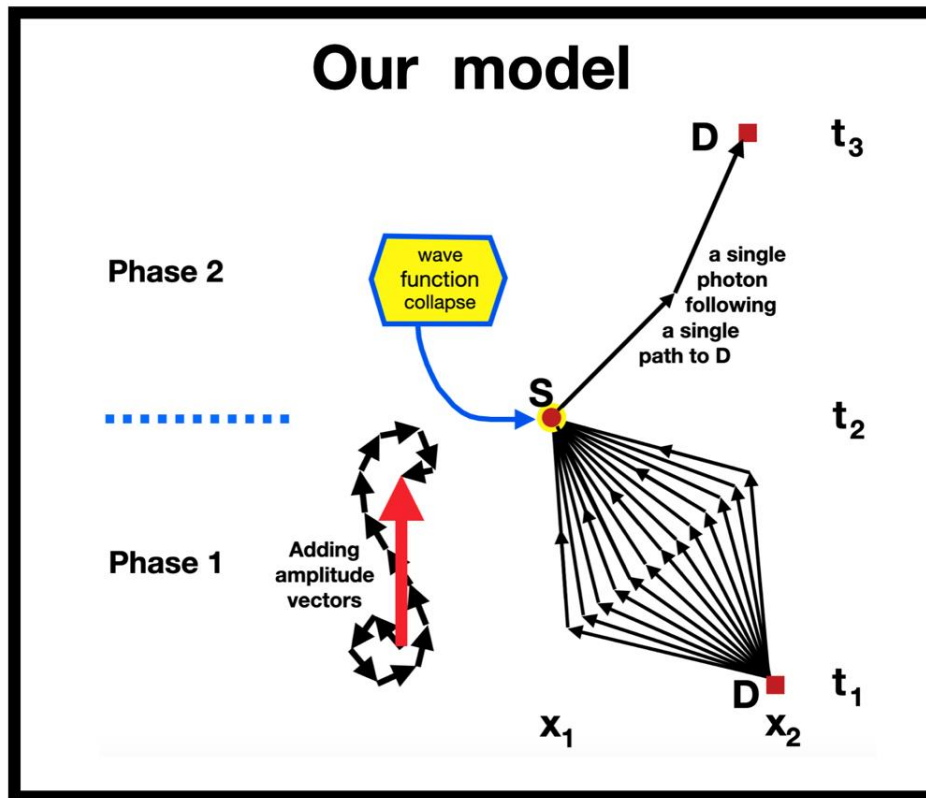 Our model
D
t₃
Phase 2
wave
function
collapse
a single
photon
following
a single
path to D
S
t₂
Phase 1
Adding
amplitude
vectors
D
t₁
x₁
x₂